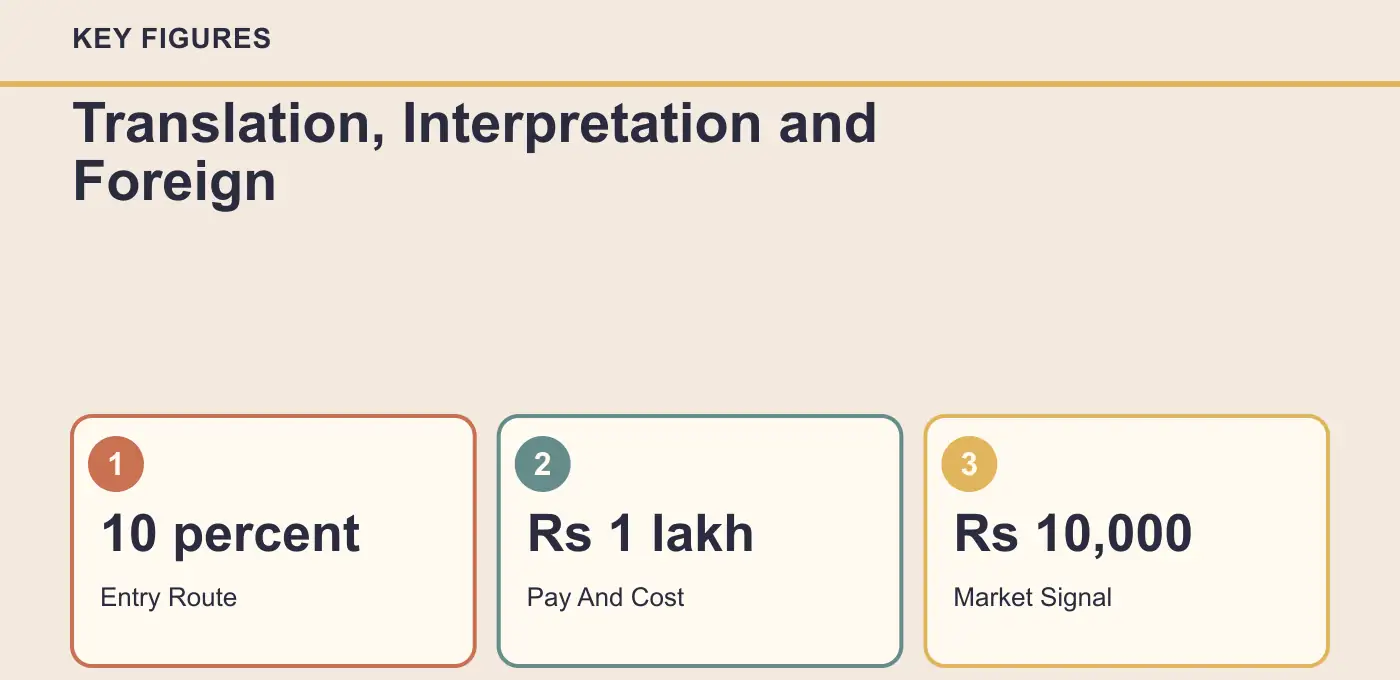 KEY FIGURES
Translation, Interpretation and
Foreign
1
10 percent
Entry Route
2
Rs 1 lakh
Pay And Cost
3
Rs 10,000
Market Signal